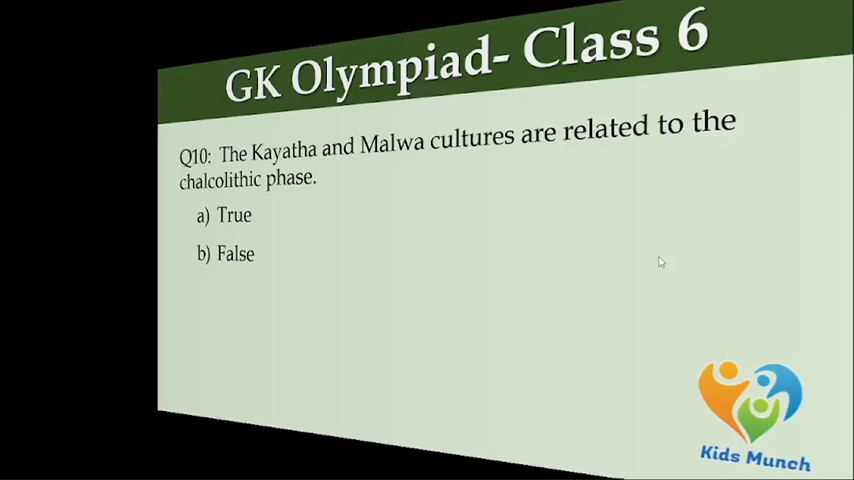 GK Olympiad- Class 6
Q10: The Kayatha and Malwa cultures are related to the
chalcolithic phase.
a) True
b) False
Kids Munch